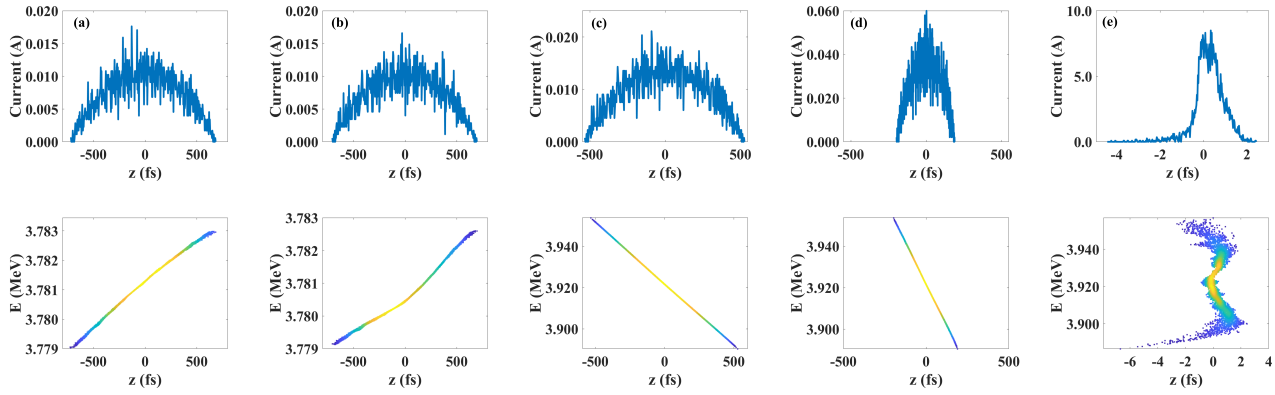 0.020 (a)
0.015
0.010
0.005
0.000
Current (A)
-500 0 500
z (fs)
0.020 (b)
0.015
0.010
0.005
0.000
Current (A)
-500 0 500
z (fs)
(c)
0.020
0.010
0.000
Current (A)
-500 0 500
z (fs)
0.060 (d)
0.040
0.020
0.000
Current (A)
-500 0 500
z (fs)
10.0 (e)
5.0
0.0
Current (A)
-4 -2 0 2
z (fs)
3.783
3.782
3.781
3.780
3.779
E (MeV)
-500 0 500
z (fs)
3.783
3.782
3.781
3.780
3.779
E (MeV)
-500 0 500
z (fs)
3.940
3.920
3.900
E (MeV)
-500 0 500
z (fs)
3.940
3.920
3.900
E (MeV)
-500 0 500
z (fs)
3.940
3.920
3.900
E (MeV)
-6 -4 -2 0 2 4
z (fs)